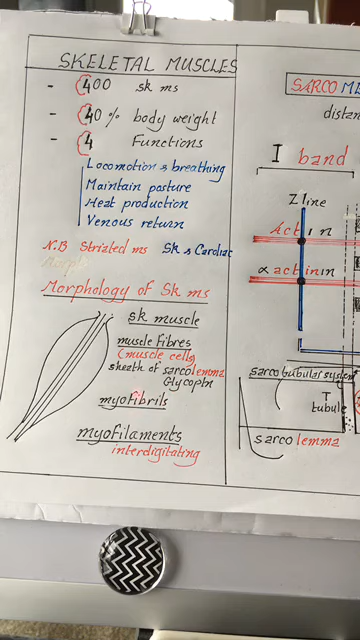 SKELETAL MUSCLES
- 400 sk ms
- 40 % body weight
- 4 Functions
Locomotion & breathing
Maintain posture
Heat production
Venous return
N.B Striated ms Sk & Cardiac
Morphology of Sk ms
sk muscle
muscle Fibres
(muscle cells)
sheath of sarcolemma
Glycoptn
myofibrils
myofilaments
interdigitating
SARCOME
distan
I band
Z line
Actin
α actinin
sarco tubular system
T
tubule
sarco lemma